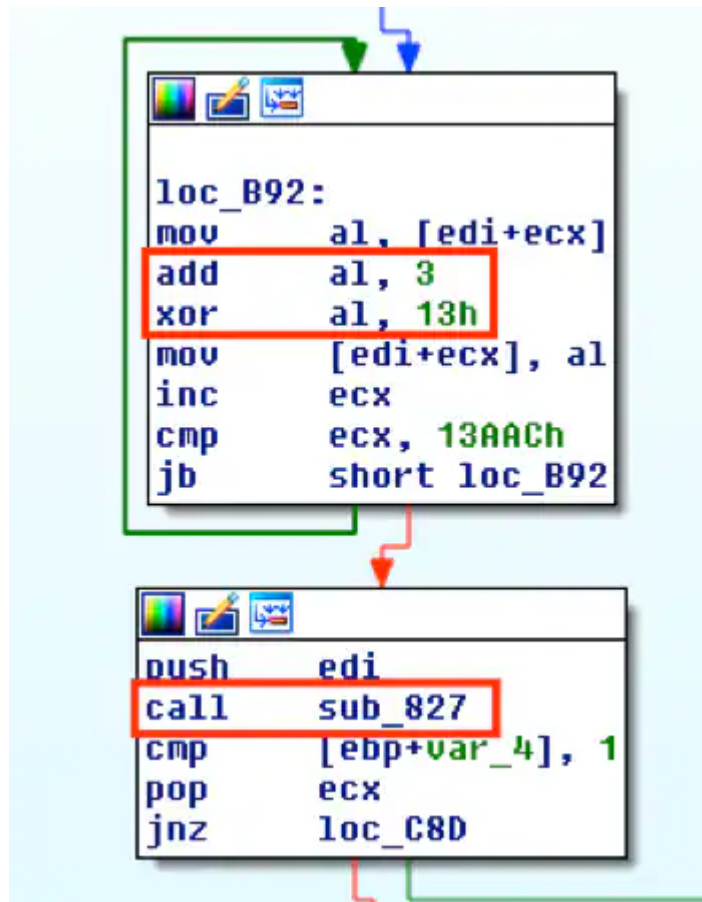 loc_B92:
mov al, [edi+ecx]
add al, 3
xor al, 13h
mov [edi+ecx], al
inc ecx
cmp ecx, 13AACh
jb short loc_B92
push edi
call sub_827
cmp [ebp+var_4], 1
pop ecx
jnz loc_C8D